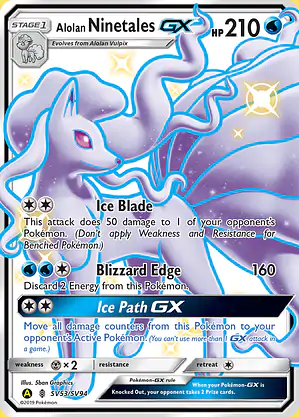 STAGE 1 Alolan Ninetales GX HP 210
Evolves from Alolan Vulpix
Ice Blade
This attack does 50 damage to 1 of your opponent's
Pokémon. (Don't apply Weakness and Resistance for
Benched Pokémon.)
Blizzard Edge 160
Discard 2 Energy from this Pokémon.
Ice Path GX
Move all damage counters from this Pokémon to your
opponent's Active Pokémon. (You can't use more than 1 GX attack in
a game.)
weakness ×2 resistance retreat
Illus. 5ban Graphics
Pokémon-GX rule
When your Pokémon-GX is
Knocked Out, your opponent takes 2 Prize cards.
A SV53/SV94
©2019 Pokémon